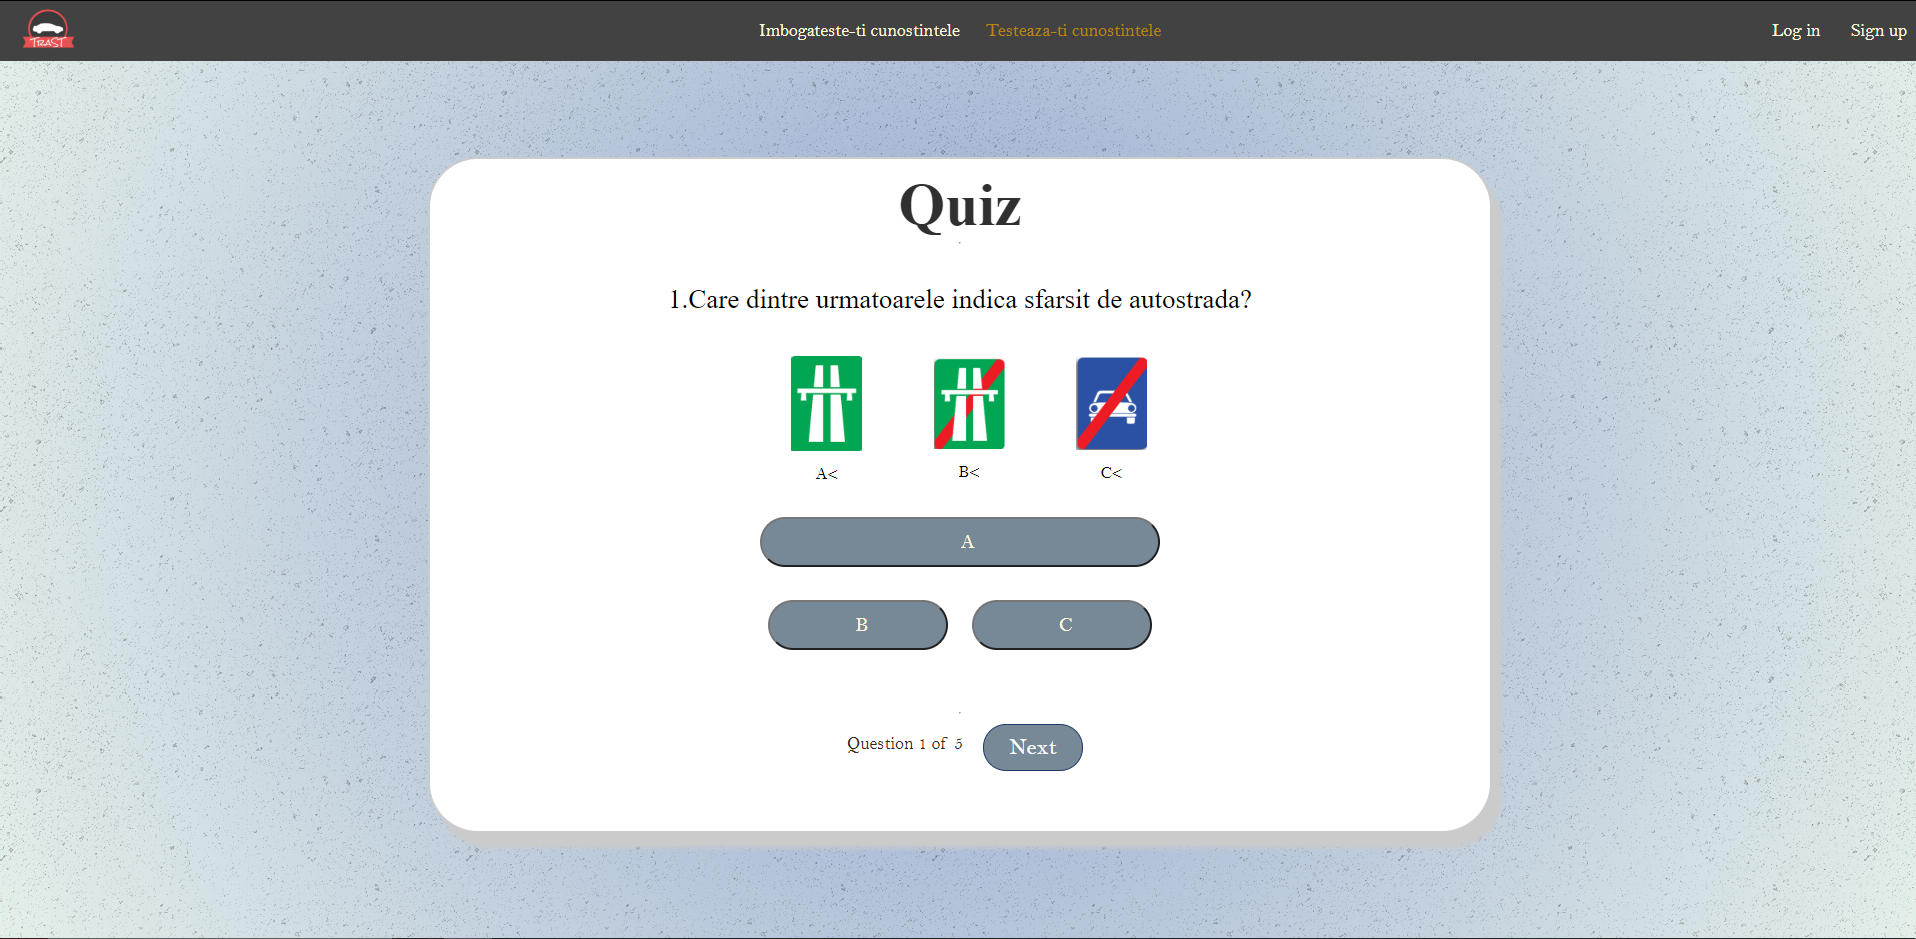 TRAST
Imbogateste-ti cunostintele
Testeaza-ti cunostintele
Log in
Sign up
Quiz
1.Care dintre urmatoarele indica sfarsit de autostrada?
A<
B<
C<
A
B
C
Question 1 of 5
Next